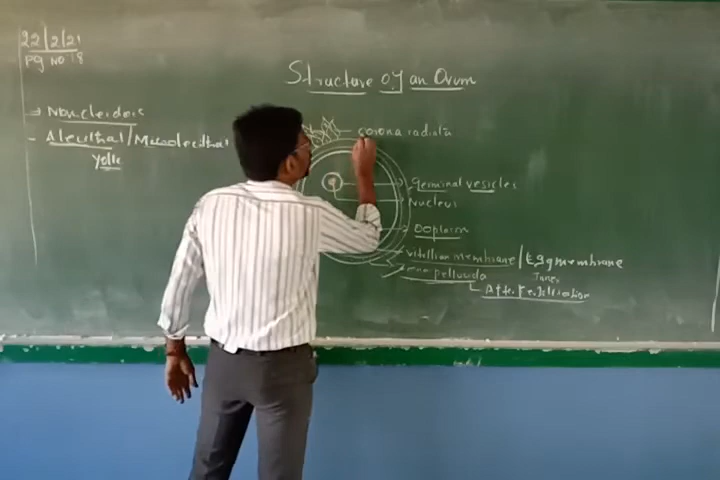 22/2/21
Pg No 18
Structure of an Ovum
→ Non cleidoic
- Alecithal/Microlecithal
Yolk
corona radiata
germinal vesicles
Nucleus
Ooplasm
vitelline membrane/Egg membrane
zona pellucida
Inner
After Fertilization